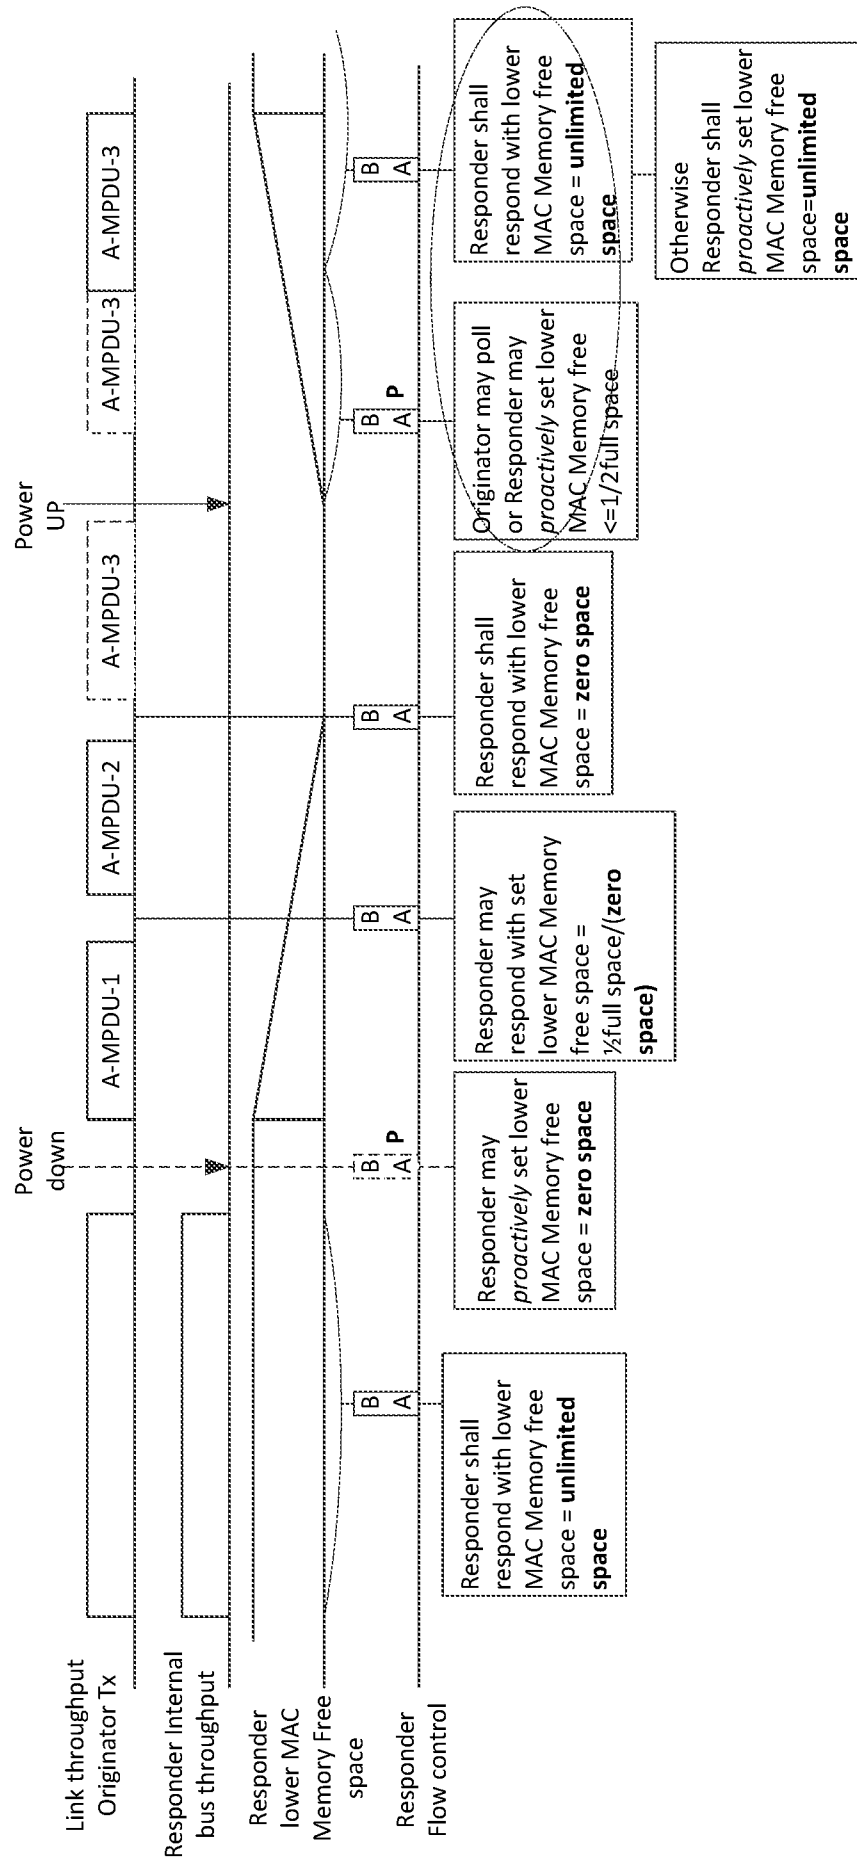 Power
down
Power
UP
Link throughput
Originator Tx
A-MPDU-1
A-MPDU-2
A-MPDU-3
A-MPDU-3
A-MPDU-3
Responder Internal
bus throughput
Responder
lower MAC
Memory Free
space
Responder
Flow control
B
A
B
A
P
B
A
B
A
B
A
P
B
A
Responder shall
respond with lower
MAC Memory free
space = unlimited
space
Responder may
proactively set lower
MAC Memory free
space = zero space
Responder may
respond with set
lower MAC Memory
free space =
½full space/(zero
space)
Responder shall
respond with lower
MAC Memory free
space = zero space
Originator may poll
or Responder may
proactively set lower
MAC Memory free
<=1/2full space
Responder shall
respond with lower
MAC Memory free
space = unlimited
space
Otherwise
Responder shall
proactively set lower
MAC Memory free
space=unlimited
space